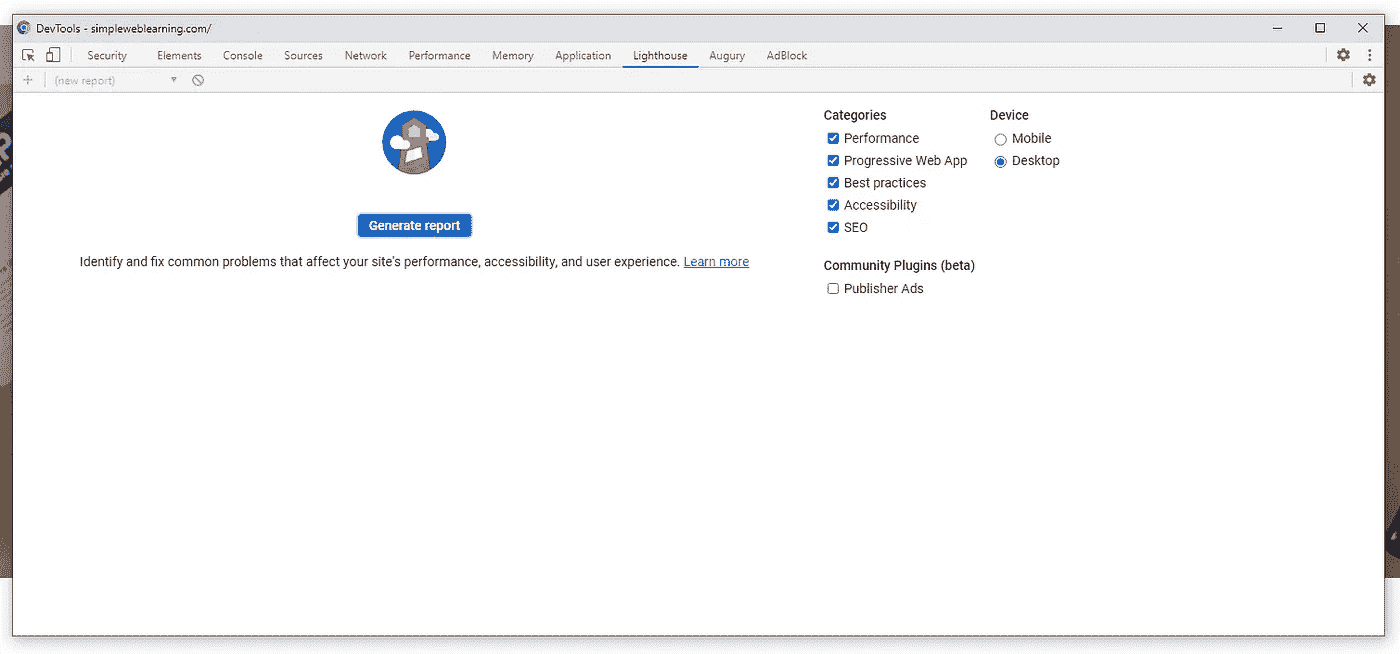 DevTools - simpleweblearning.com/
Security Elements Console Sources Network Performance Memory Application Lighthouse Augury AdBlock
(new report)
Generate report
Identify and fix common problems that affect your site's performance, accessibility, and user experience. Learn more
Categories
Performance
Progressive Web App
Best practices
Accessibility
SEO
Community Plugins (beta)
Publisher Ads
Device
Mobile
Desktop